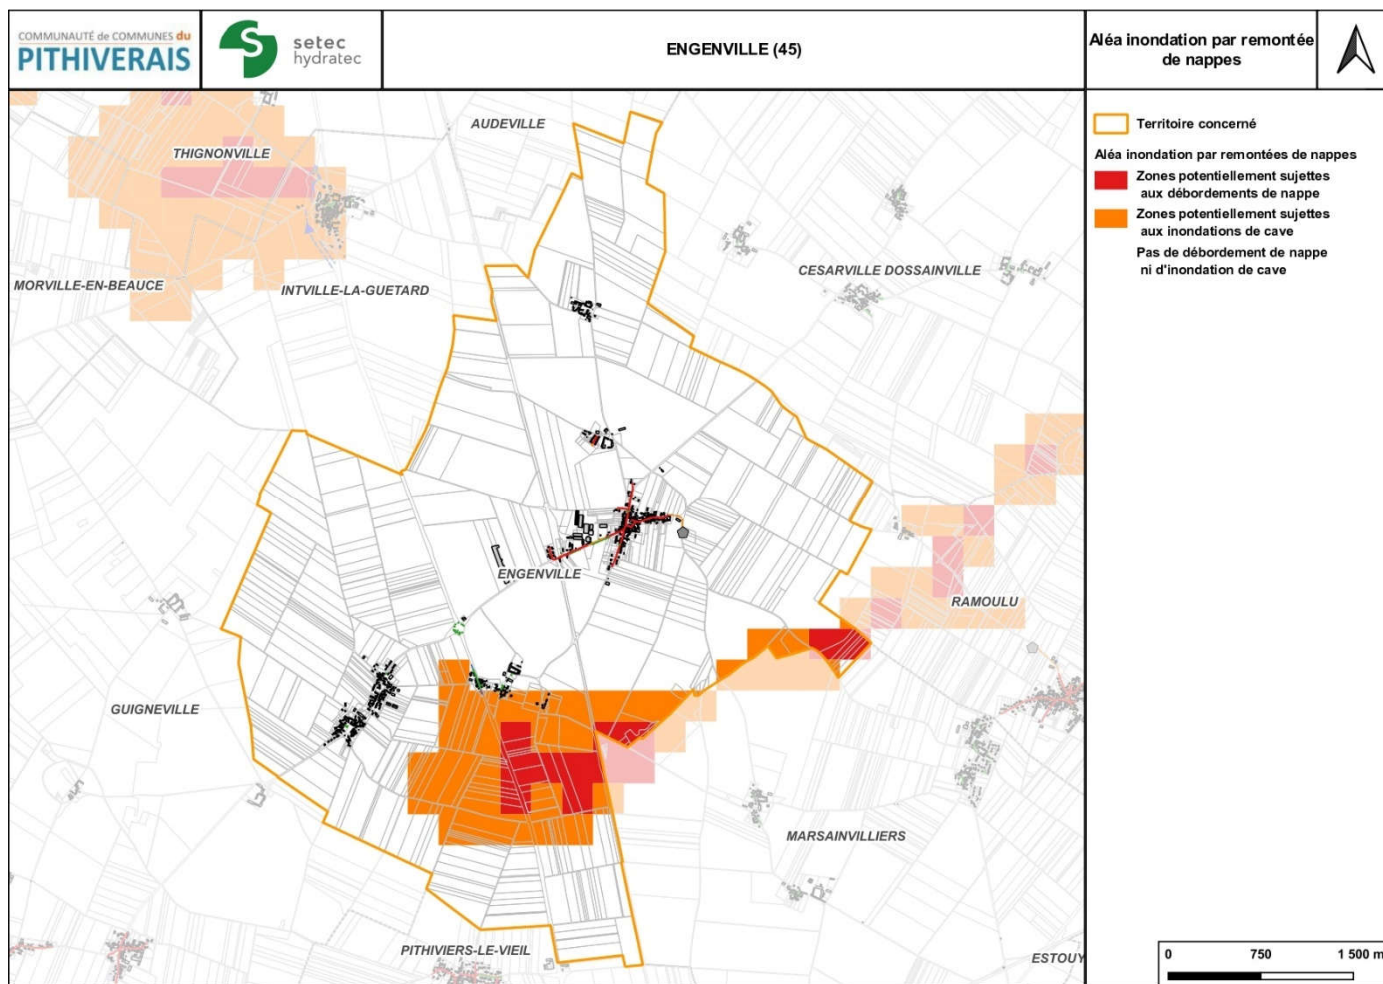 COMMUNAUTÉ de COMMUNES du
PITHIVERAIS
setec
hydratec
ENGENVILLE (45)
Aléa inondation par remontée
de nappes
Territoire concerné
Aléa inondation par remontées de nappes
Zones potentiellement sujettes
aux débordements de nappe
Zones potentiellement sujettes
aux inondations de cave
Pas de débordement de nappe
ni d'inondation de cave
AUDEVILLE
THIGNONVILLE
CESARVILLE DOSSAINVILLE
MORVILLE-EN-BEAUCE
INTVILLE-LA-GUETARD
ENGENVILLE
RAMOULU
GUIGNEVILLE
MARSAINVILLIERS
PITHIVIERS-LE-VIEIL
ESTOUY
0 750 1 500 m